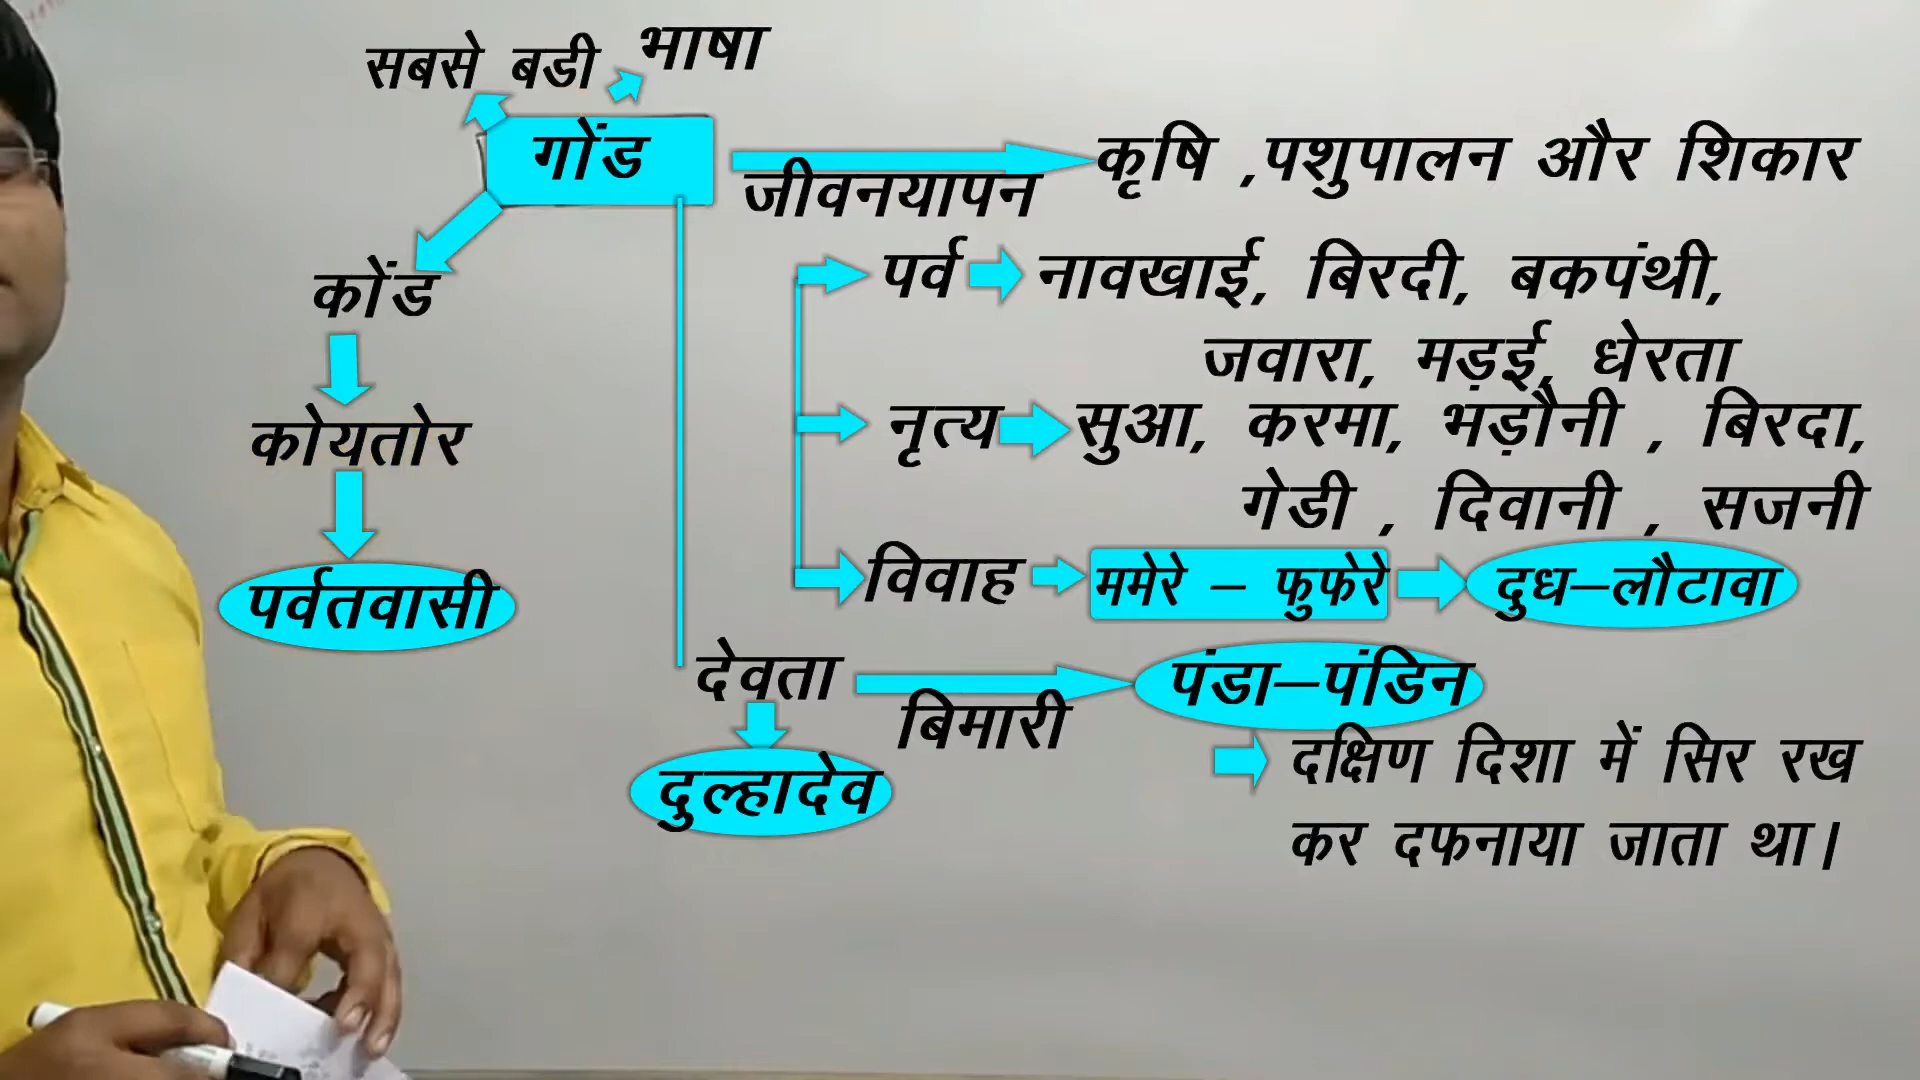 सबसे बडी भाषा
गोंड
जीवनयापन
कृषि ,पशुपालन और शिकार
कोंड
कोयतोर
पर्वतवासी
पर्व
नावखाई, बिरदी, बकपंथी,
जवारा, मड़ई, धेरता
नृत्य
सुआ, करमा, भड़ौनी , बिरदा,
गेडी , दिवानी , सजनी
विवाह
ममेरे – फुफेरे
दुध–लौटावा
देवता
बिमारी
पंडा–पंडिन
दुल्हादेव
दक्षिण दिशा में सिर रख
कर दफनाया जाता था।